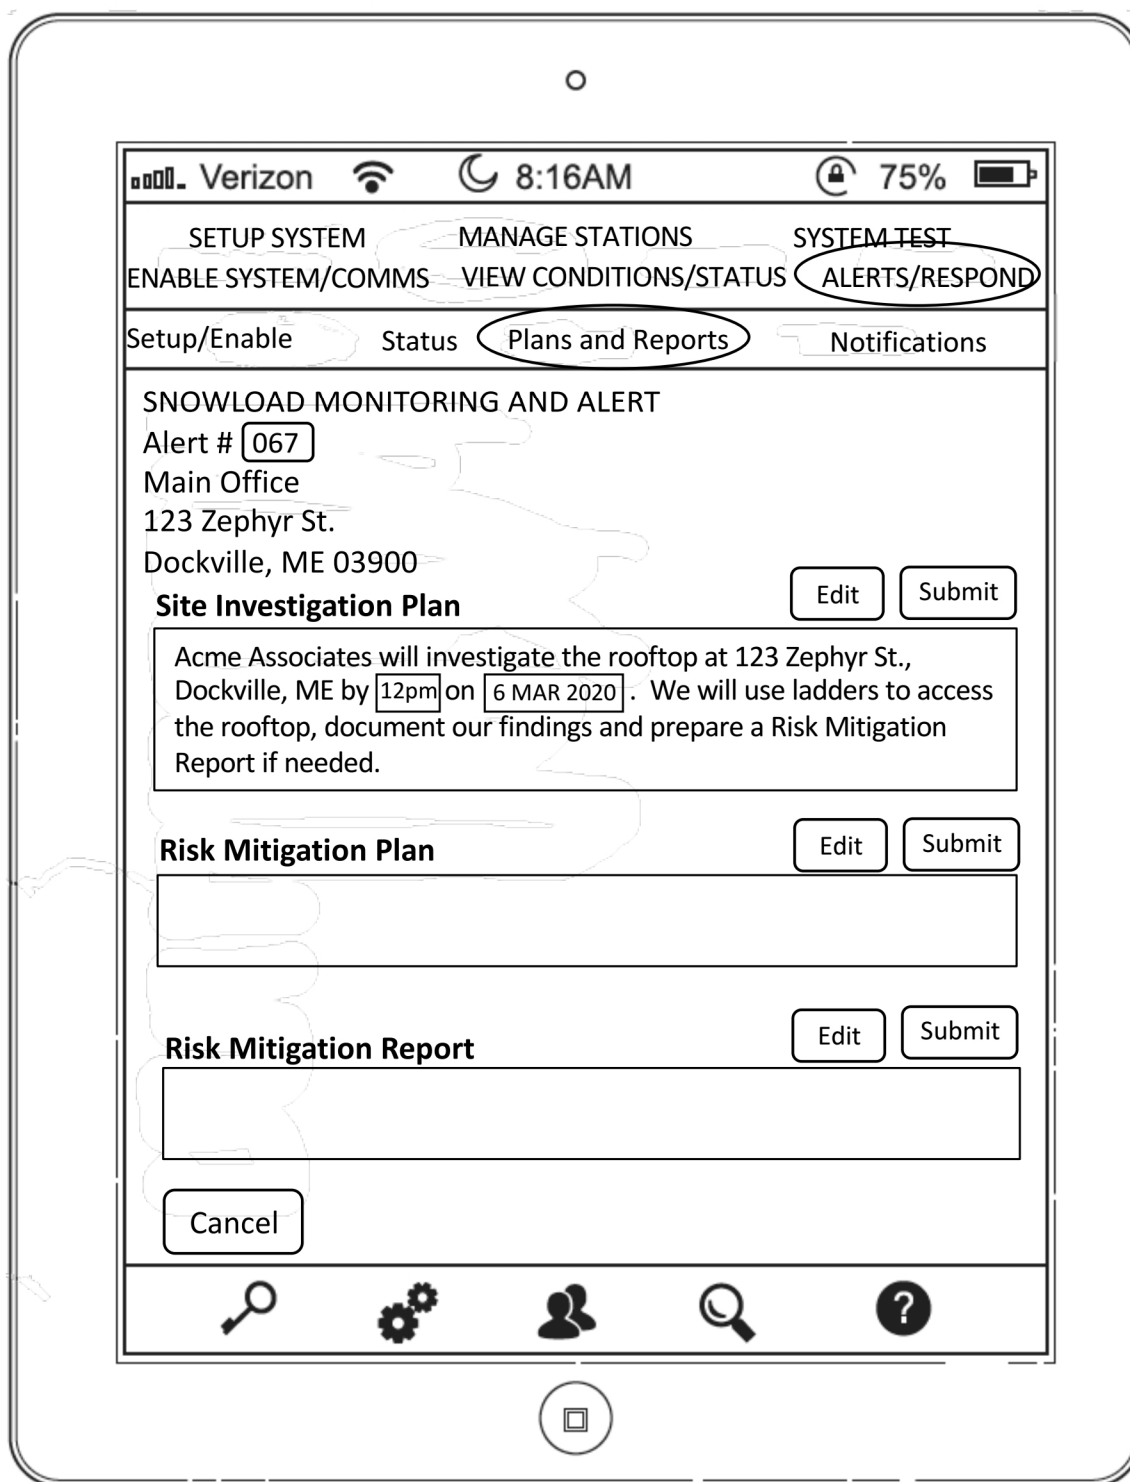 Verizon 8:16AM 75%
SETUP SYSTEM MANAGE STATIONS SYSTEM TEST
ENABLE SYSTEM/COMMS VIEW CONDITIONS/STATUS ALERTS/RESPOND
Setup/Enable Status Plans and Reports Notifications
SNOWLOAD MONITORING AND ALERT
Alert # 067
Main Office
123 Zephyr St.
Dockville, ME 03900
Site Investigation Plan Edit Submit
Acme Associates will investigate the rooftop at 123 Zephyr St.,
Dockville, ME by 12pm on 6 MAR 2020 . We will use ladders to access
the rooftop, document our findings and prepare a Risk Mitigation
Report if needed.
Risk Mitigation Plan Edit Submit
Risk Mitigation Report Edit Submit
Cancel
?